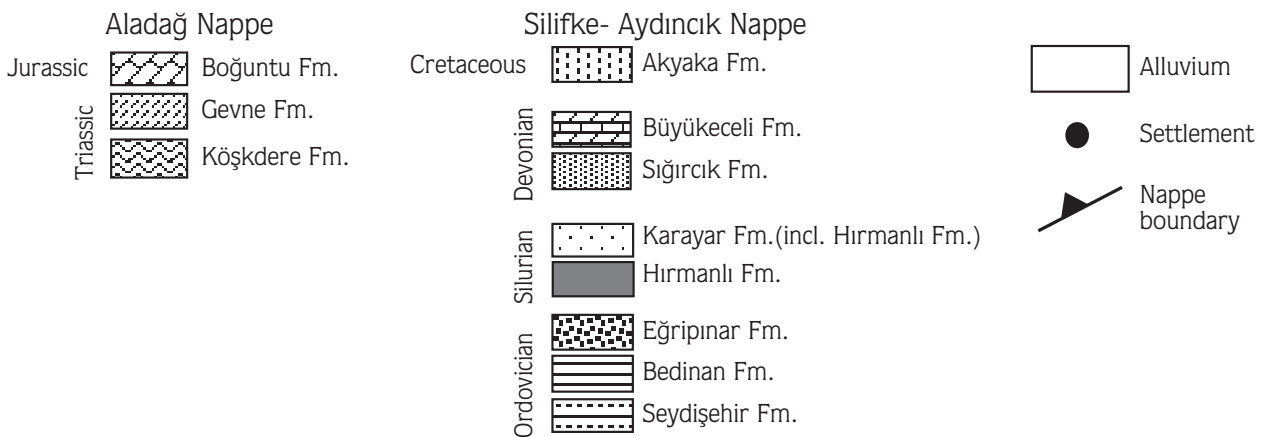 Aladağ Nappe
Jurassic
Boğuntu Fm.
Triassic
Gevne Fm.
Köşkdere Fm.
Silifke- Aydıncık Nappe
Cretaceous
Akyaka Fm.
Devonian
Büyükeceli Fm.
Sığırcık Fm.
Silurian
Karayar Fm.(incl. Hırmanlı Fm.)
Hırmanlı Fm.
Ordovician
Eğripınar Fm.
Bedinan Fm.
Seydişehir Fm.
Alluvium
Settlement
Nappe
boundary